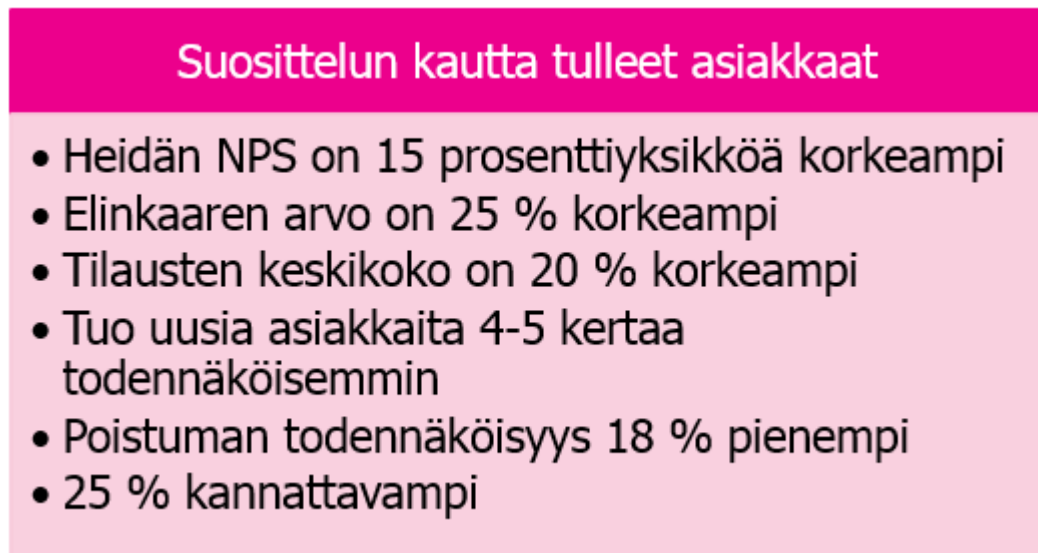 Suosittelun kautta tulleet asiakkaat
• Heidän NPS on 15 prosenttiyksikköä korkeampi
• Elinkaaren arvo on 25 % korkeampi
• Tilausten keskikoko on 20 % korkeampi
• Tuo uusia asiakkaita 4-5 kertaa
todennäköisemmin
• Poistuman todennäköisyys 18 % pienempi
• 25 % kannattavampi